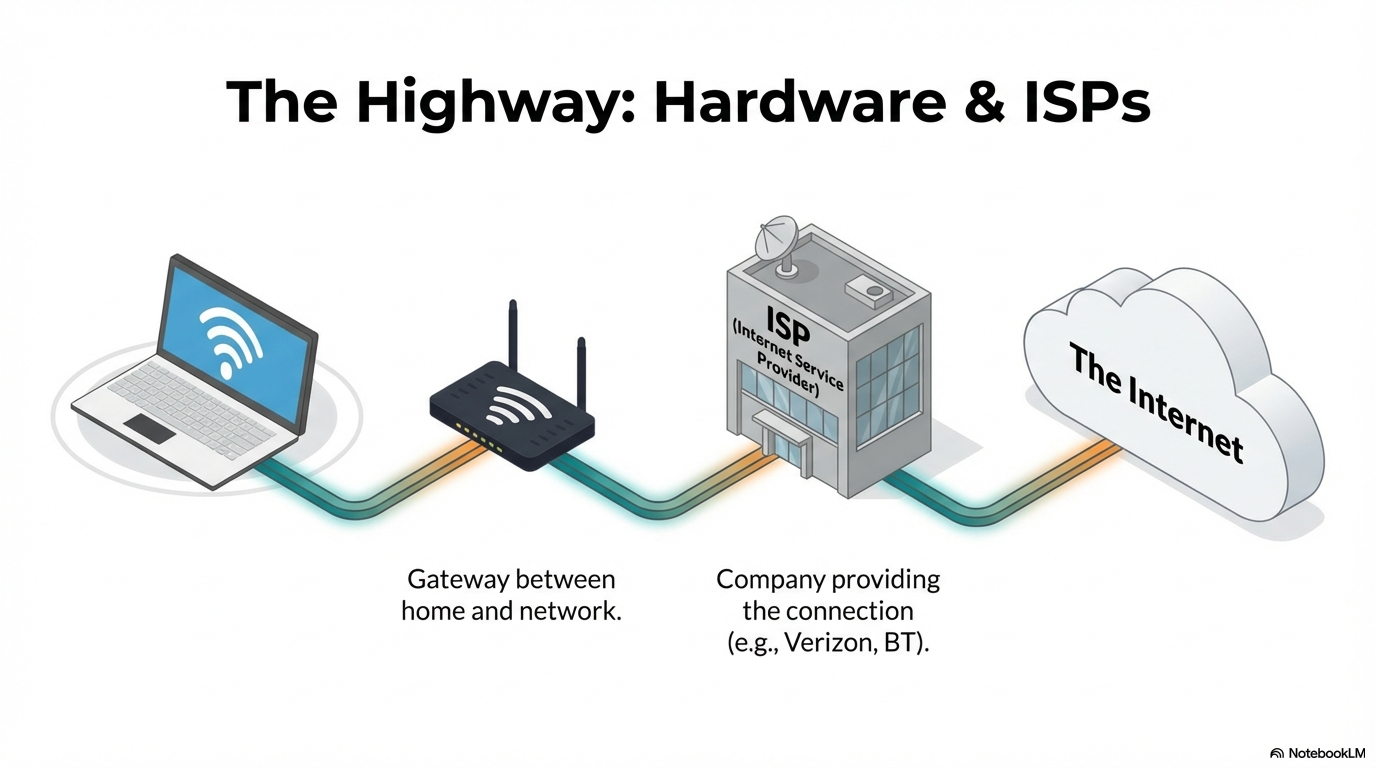 The Highway: Hardware & ISPs
ISP
(Internet Service
Provider)
The Internet
Gateway between
home and network.
Company providing
the connection
(e.g., Verizon, BT).
NotebookLM